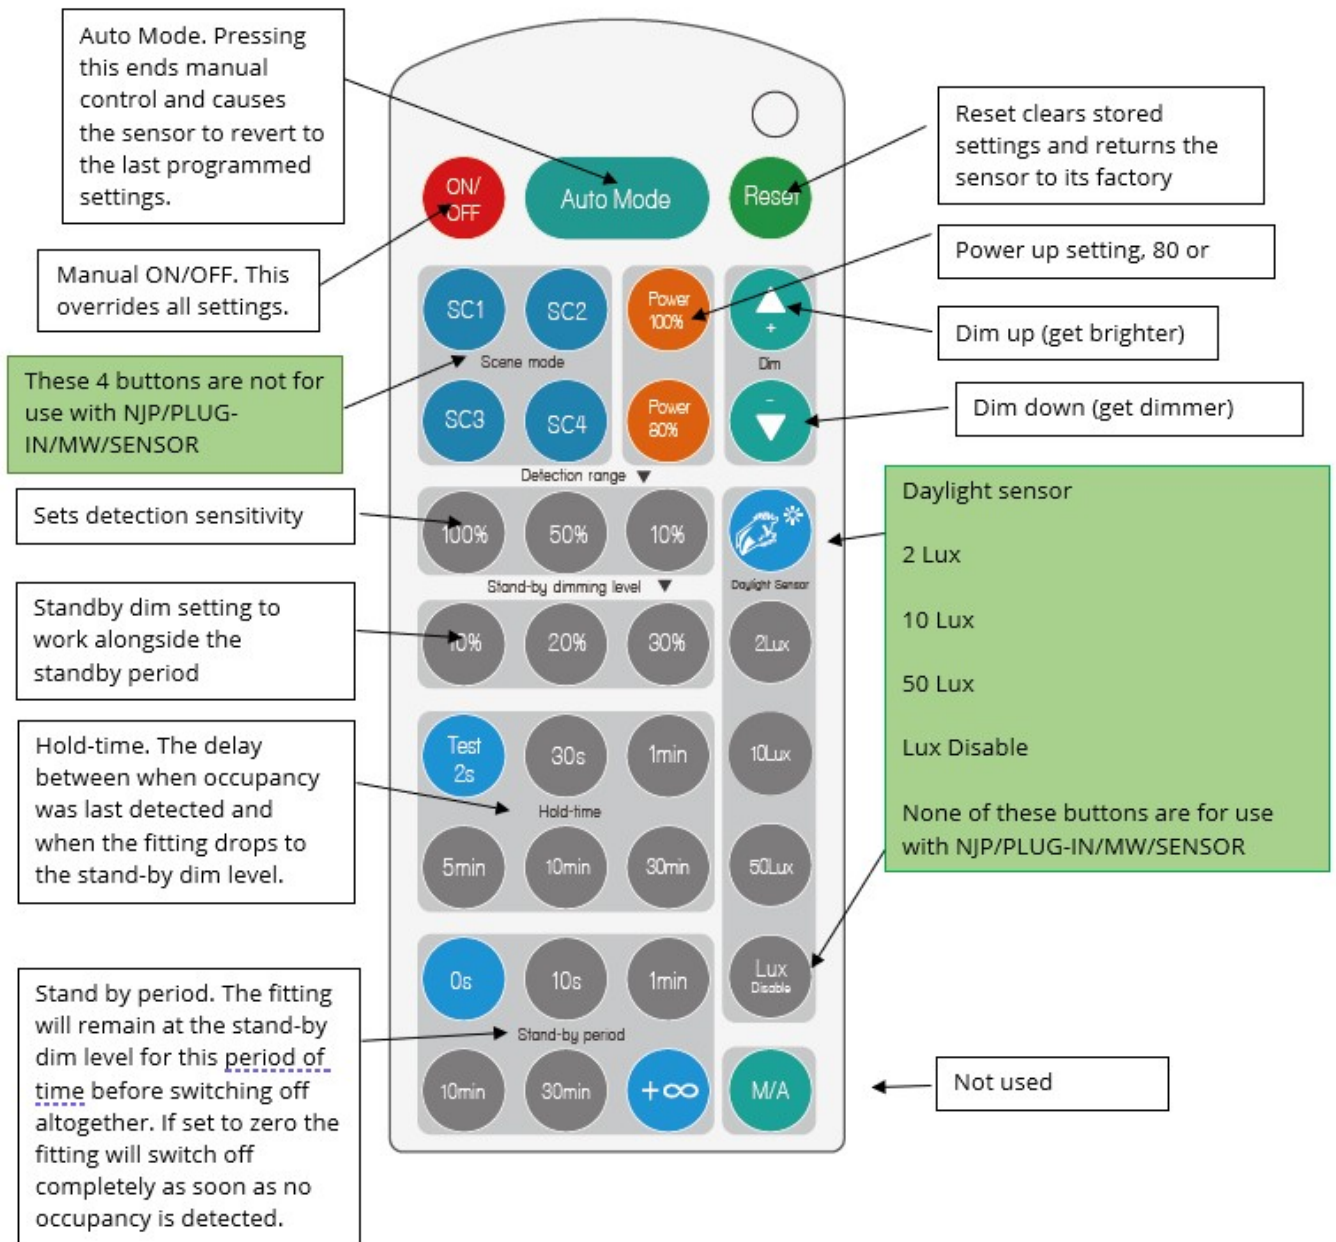 Auto Mode. Pressing
this ends manual
control and causes
the sensor to revert to
the last programmed
settings.
Manual ON/OFF. This
overrides all settings.
These 4 buttons are not for
use with NJP/PLUG-
IN/MW/SENSOR
Sets detection sensitivity
Standby dim setting to
work alongside the
standby period
Hold-time. The delay
between when occupancy
was last detected and
when the fitting drops to
the stand-by dim level.
Stand by period. The fitting
will remain at the stand-by
dim level for this period of
time before switching off
altogether. If set to zero the
fitting will switch off
completely as soon as no
occupancy is detected.
ON/
OFF
Auto Mode
Reset
SC1
SC2
Scene mode
SC3
SC4
Power
100%
Power
80%
+
Dim
-
Detection range ▼
100%
50%
10%
Stand-by dimming level ▼
10%
20%
30%
Test
2s
30s
1min
Hold-time
5min
10min
30min
0s
10s
1min
Stand-by period
10min
30min
+∞
Daylight Sensor
2Lux
10Lux
50Lux
Lux
Disable
M/A
Reset clears stored
settings and returns the
sensor to its factory
Power up setting, 80 or
Dim up (get brighter)
Dim down (get dimmer)
Daylight sensor
2 Lux
10 Lux
50 Lux
Lux Disable
None of these buttons are for use
with NJP/PLUG-IN/MW/SENSOR
Not used